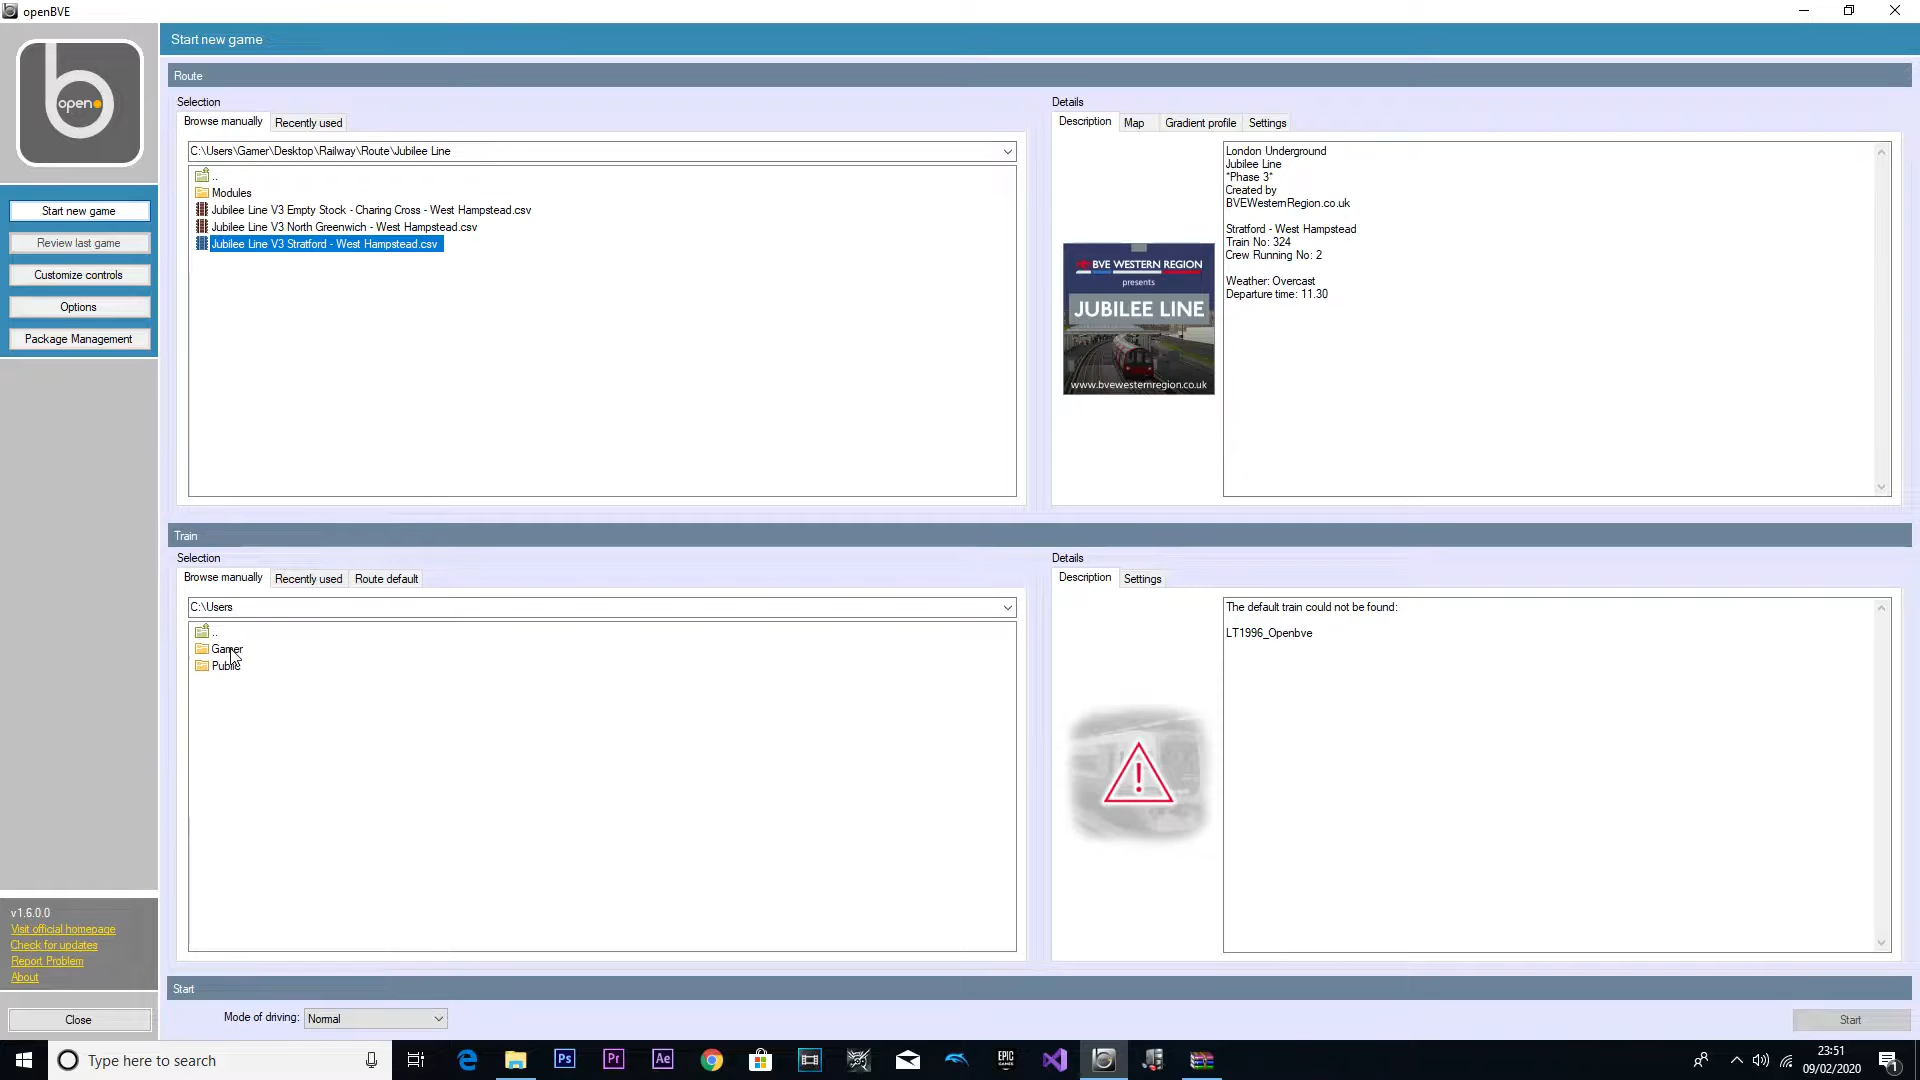 openBVE
Start new game
Route
Selection
Browse manually
Recently used
C:\Users\Gamer\Desktop\Railway\Route\Jubilee Line
..
Modules
Jubilee Line V3 Empty Stock - Charing Cross - West Hampstead.csv
Jubilee Line V3 North Greenwich - West Hampstead.csv
Jubilee Line V3 Stratford - West Hampstead.csv
Details
Description
Map
Gradient profile
Settings
London Underground
Jubilee Line
*Phase 3*
Created by
BVEWesternRegion.co.uk
Stratford - West Hampstead
Train No: 324
Crew Running No: 2
Weather: Overcast
Departure time: 11.30
BVE WESTERN REGION
presents
JUBILEE LINE
www.bvewesternregion.co.uk
open
Start new game
Review last game
Customize controls
Options
Package Management
Train
Selection
Browse manually
Recently used
Route default
C:\Users
..
Gamer
Public
Details
Description
Settings
The default train could not be found:
LT1996_Openbve
v1.6.0.0
Visit official homepage
Check for updates
Report Problem
About
Close
Start
Mode of driving:
Normal
Start
Type here to search
Ps
Pr
Ae
EPIC
GAMES
23:51
09/02/2020
1